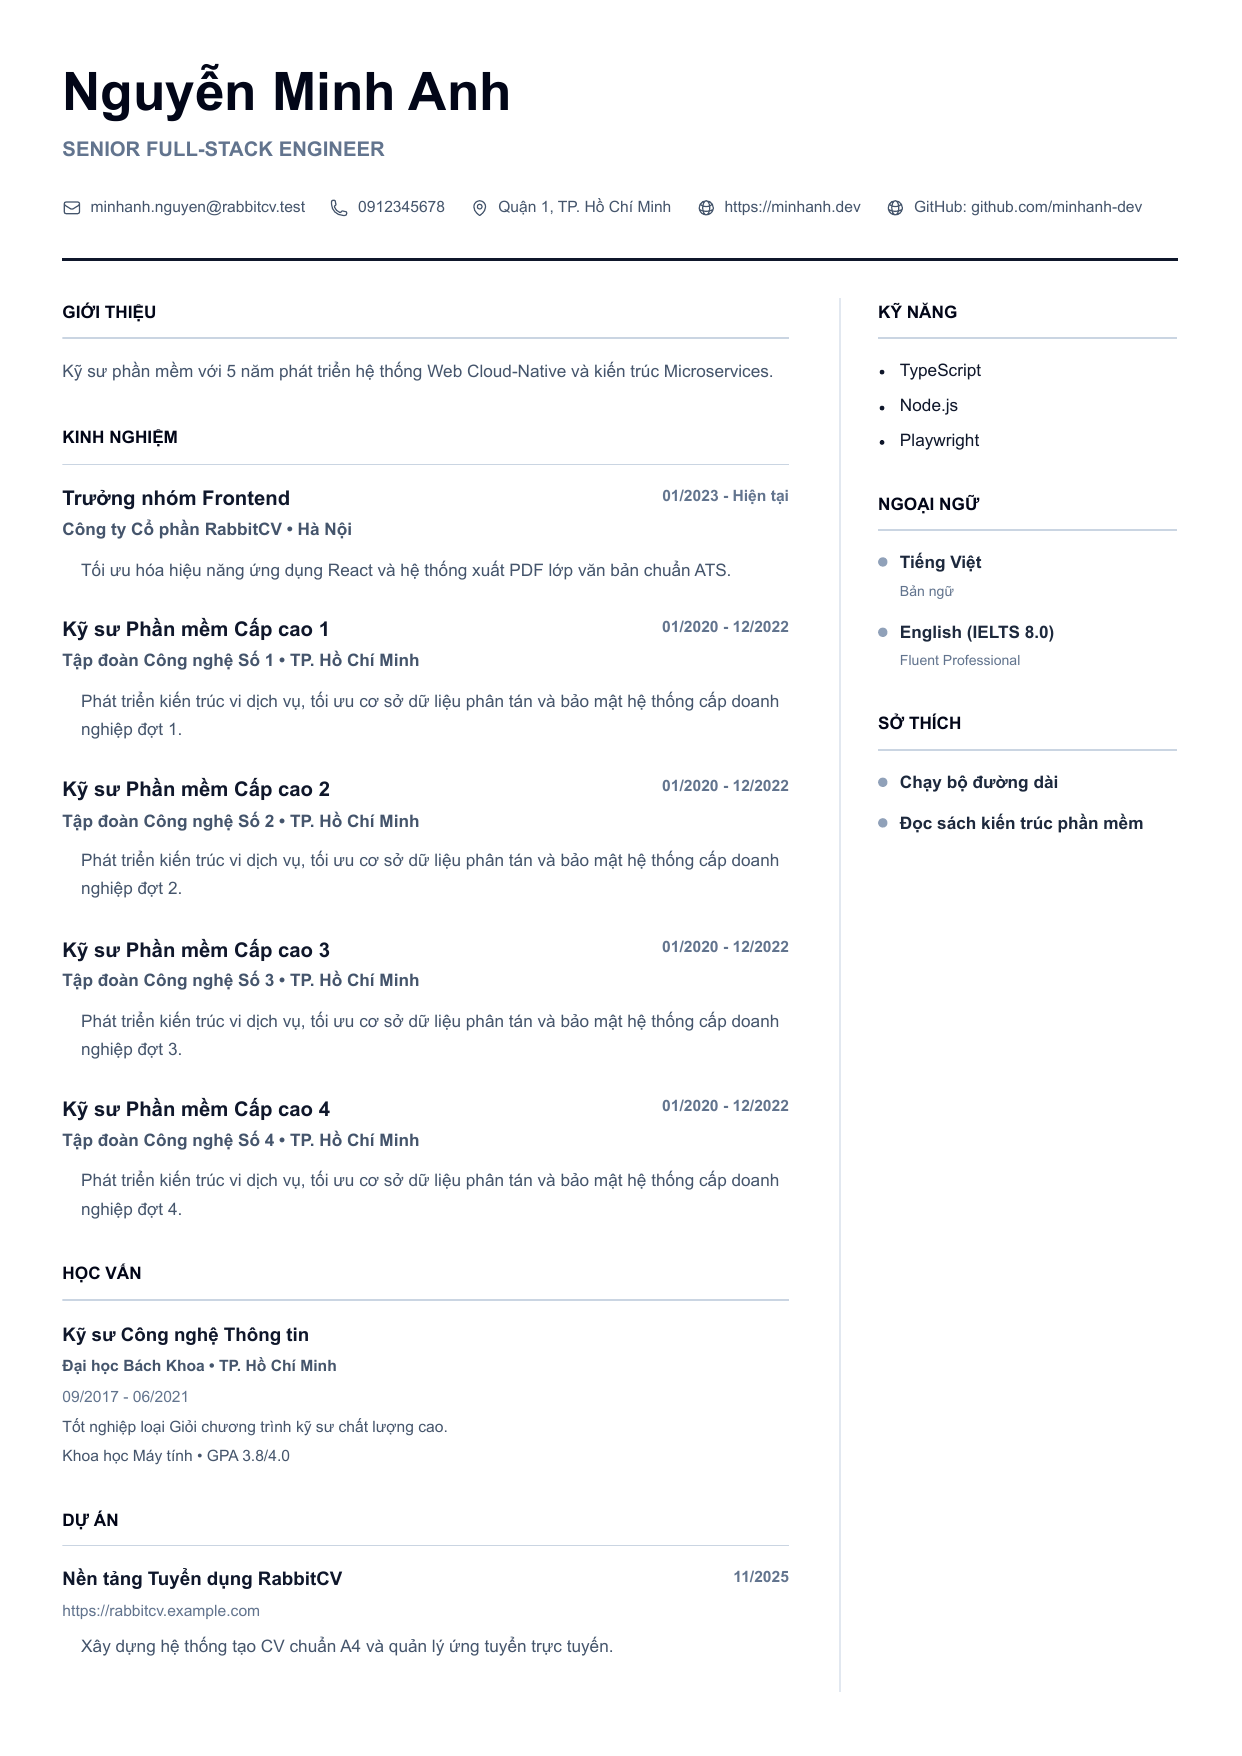 Nguyễn Minh Anh
SENIOR FULL-STACK ENGINEER
minhanh.nguyen@rabbitcv.test 0912345678 Quận 1, TP. Hồ Chí Minh https://minhanh.dev GitHub: github.com/minhanh-dev
GIỚI THIỆU
Kỹ sư phần mềm với 5 năm phát triển hệ thống Web Cloud-Native và kiến trúc Microservices.
KINH NGHIỆM
Trưởng nhóm Frontend 01/2023 - Hiện tại
Công ty Cổ phần RabbitCV • Hà Nội
Tối ưu hóa hiệu năng ứng dụng React và hệ thống xuất PDF lớp văn bản chuẩn ATS.
Kỹ sư Phần mềm Cấp cao 1 01/2020 - 12/2022
Tập đoàn Công nghệ Số 1 • TP. Hồ Chí Minh
Phát triển kiến trúc vi dịch vụ, tối ưu cơ sở dữ liệu phân tán và bảo mật hệ thống cấp doanh
nghiệp đợt 1.
Kỹ sư Phần mềm Cấp cao 2 01/2020 - 12/2022
Tập đoàn Công nghệ Số 2 • TP. Hồ Chí Minh
Phát triển kiến trúc vi dịch vụ, tối ưu cơ sở dữ liệu phân tán và bảo mật hệ thống cấp doanh
nghiệp đợt 2.
Kỹ sư Phần mềm Cấp cao 3 01/2020 - 12/2022
Tập đoàn Công nghệ Số 3 • TP. Hồ Chí Minh
Phát triển kiến trúc vi dịch vụ, tối ưu cơ sở dữ liệu phân tán và bảo mật hệ thống cấp doanh
nghiệp đợt 3.
Kỹ sư Phần mềm Cấp cao 4 01/2020 - 12/2022
Tập đoàn Công nghệ Số 4 • TP. Hồ Chí Minh
Phát triển kiến trúc vi dịch vụ, tối ưu cơ sở dữ liệu phân tán và bảo mật hệ thống cấp doanh
nghiệp đợt 4.
HỌC VẤN
Kỹ sư Công nghệ Thông tin
Đại học Bách Khoa • TP. Hồ Chí Minh
09/2017 - 06/2021
Tốt nghiệp loại Giỏi chương trình kỹ sư chất lượng cao.
Khoa học Máy tính • GPA 3.8/4.0
DỰ ÁN
Nền tảng Tuyển dụng RabbitCV 11/2025
https://rabbitcv.example.com
Xây dựng hệ thống tạo CV chuẩn A4 và quản lý ứng tuyển trực tuyến.
KỸ NĂNG
• TypeScript
• Node.js
• Playwright
NGOẠI NGỮ
Tiếng Việt
Bản ngữ
English (IELTS 8.0)
Fluent Professional
SỞ THÍCH
Chạy bộ đường dài
Đọc sách kiến trúc phần mềm